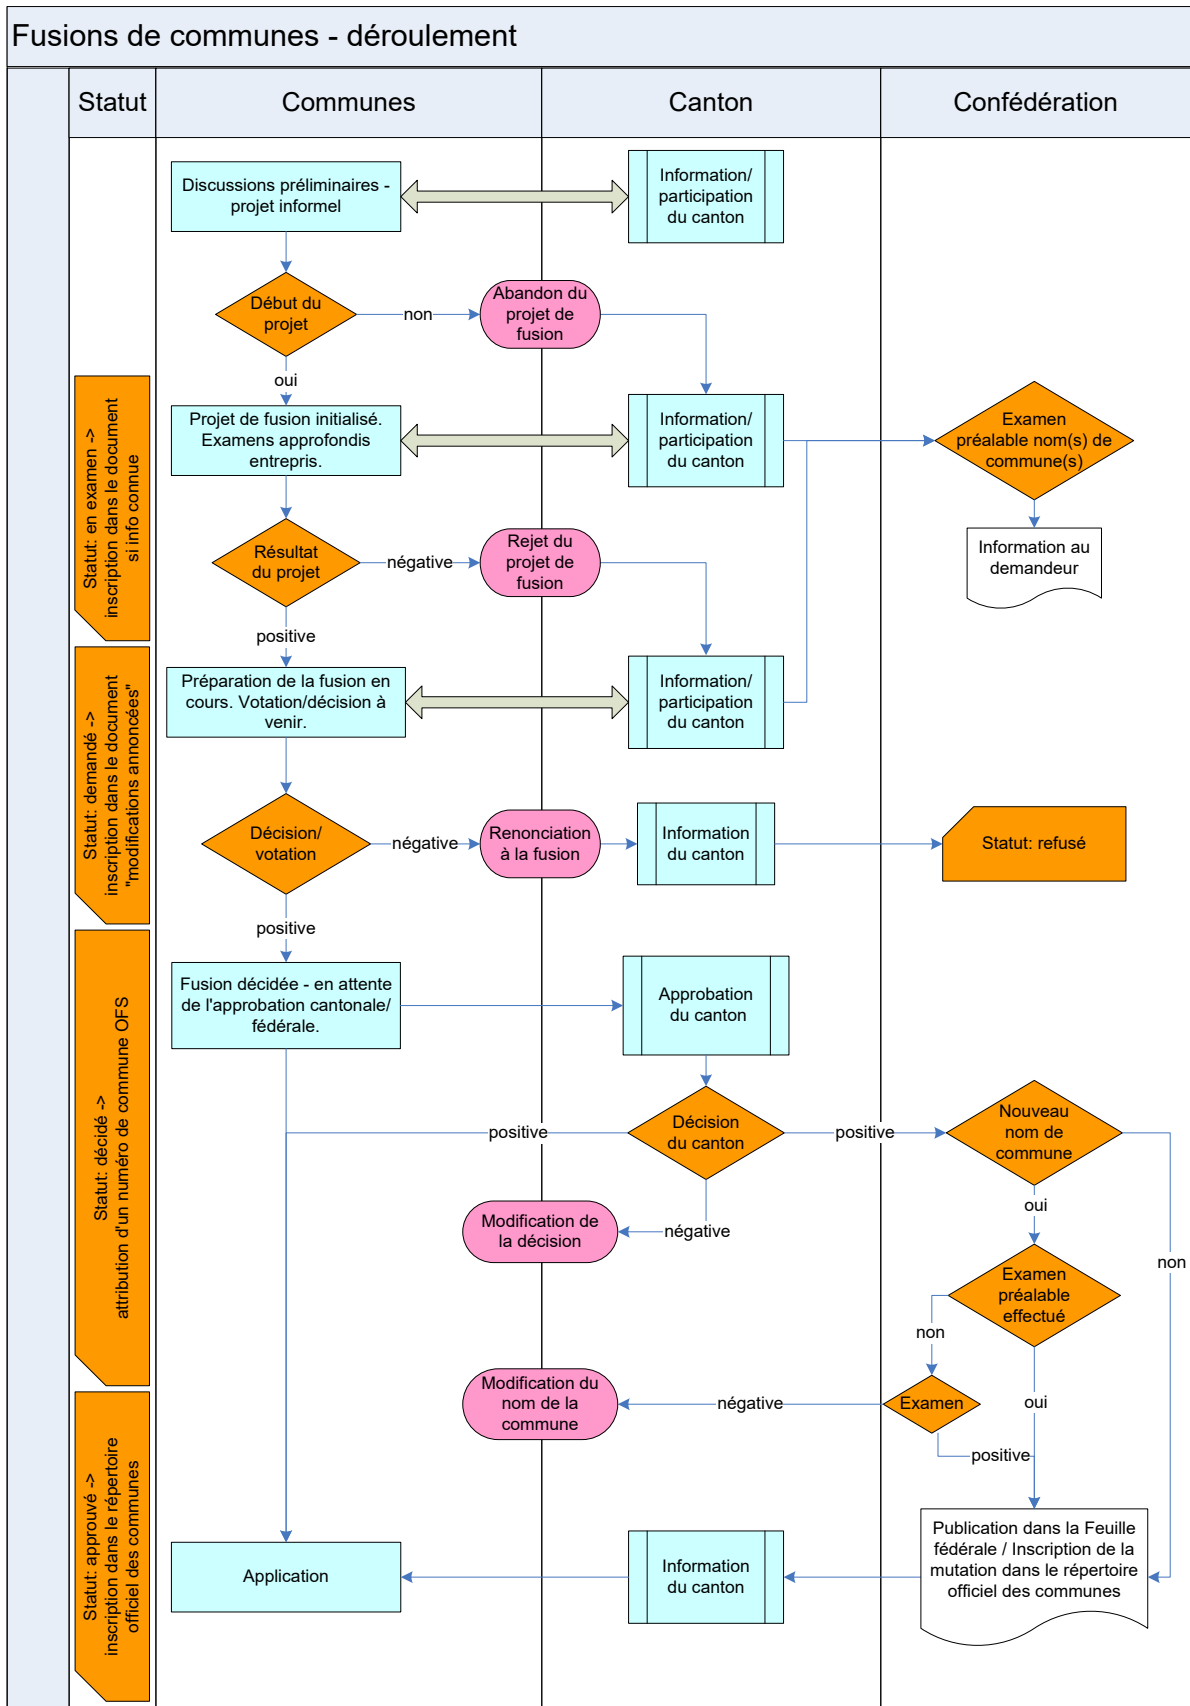 Fusions de communes - déroulement
Statut
Communes
Canton
Confédération
Discussions préliminaires -
projet informel
Information/
participation
du canton
Début du
projet
non
Abandon du
projet de
fusion
oui
Statut: en examen ->
inscription dans le document
si info connue
Projet de fusion initialisé.
Examens approfondis
entrepris.
Information/
participation
du canton
Examen
préalable nom(s) de
commune(s)
Information au
demandeur
Résultat
du projet
négative
Rejet du
projet de
fusion
positive
Statut: demandé ->
inscription dans le document
"modifications annoncées"
Préparation de la fusion en
cours. Votation/décision à
venir.
Information/
participation
du canton
Décision/
votation
négative
Renonciation
à la fusion
Information
du canton
Statut: refusé
positive
Statut: décidé ->
attribution d'un numéro de commune OFS
Fusion décidée - en attente
de l'approbation cantonale/
fédérale.
Approbation
du canton
positive
Décision
du canton
positive
Nouveau
nom de
commune
négative
Modification de
la décision
oui
non
Examen
préalable
effectué
non
oui
Examen
négative
Modification du
nom de la
commune
positive
Statut: approuvé ->
inscription dans le répertoire
officiel des communes
Application
Information
du canton
Publication dans la Feuille
fédérale / Inscription de la
mutation dans le répertoire
officiel des communes